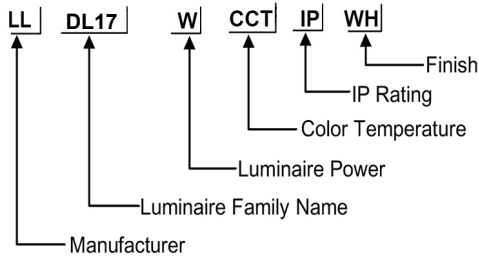 LL DL17 W CCT IP WH
Finish
IP Rating
Color Temperature
Luminaire Power
Luminaire Family Name
Manufacturer